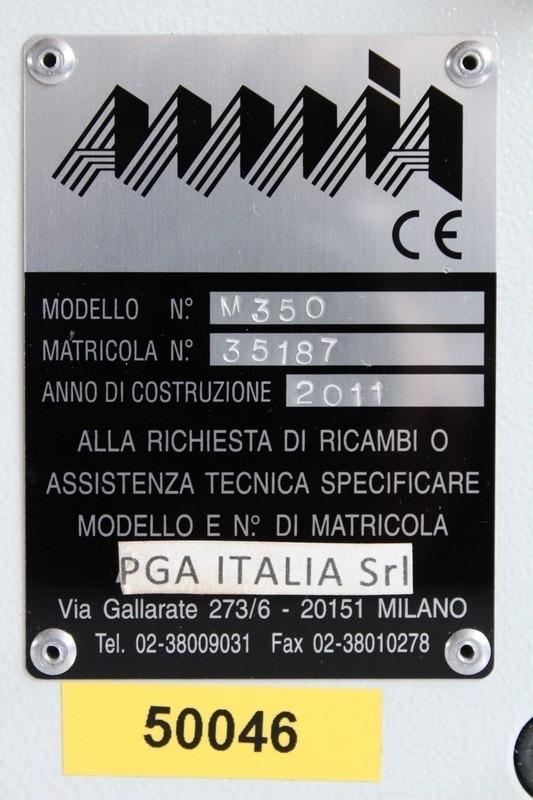 annia
CE
MODELLO N.° M350
MATRICOLA N.° 35187
ANNO DI COSTRUZIONE 2011
ALLA RICHIESTA DI RICAMBI O
ASSISTENZA TECNICA SPECIFICARE
MODELLO E N.° DI MATRICOLA
PGA ITALIA Srl
Via Gallarate 273/6 - 20151 MILANO
Tel. 02-38009031 Fax 02-38010278
50046